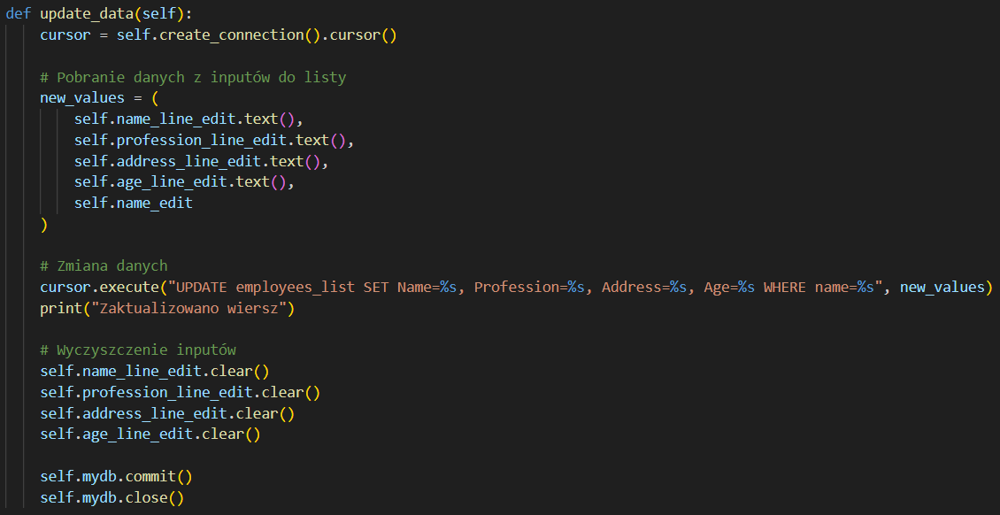 def update_data(self):
    cursor = self.create_connection().cursor()

    # Pobranie danych z inputów do listy
    new_values = (
        self.name_line_edit.text(),
        self.profession_line_edit.text(),
        self.address_line_edit.text(),
        self.age_line_edit.text(),
        self.name_edit
    )

    # Zmiana danych
    cursor.execute("UPDATE employees_list SET Name=%s, Profession=%s, Address=%s, Age=%s WHERE name=%s", new_values)
    print("Zaktualizowano wiersz")

    # Wyczyszczenie inputów
    self.name_line_edit.clear()
    self.profession_line_edit.clear()
    self.address_line_edit.clear()
    self.age_line_edit.clear()

    self.mydb.commit()
    self.mydb.close()